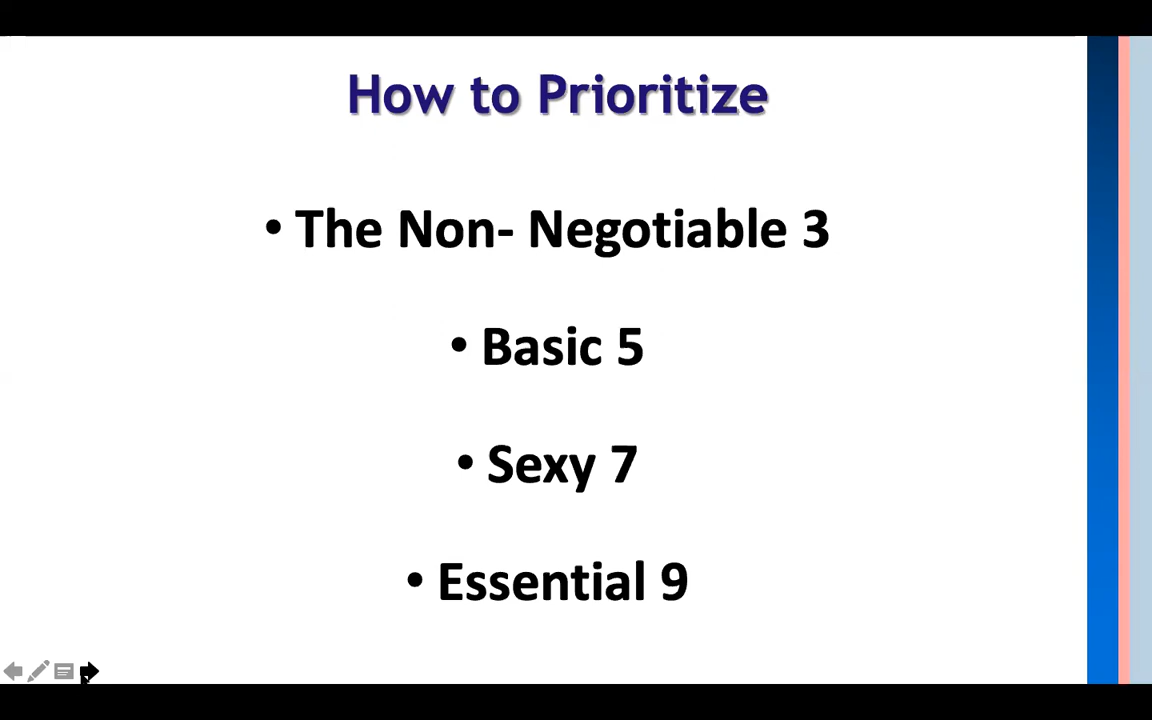 How to Prioritize
• The Non- Negotiable 3
• Basic 5
• Sexy 7
• Essential 9